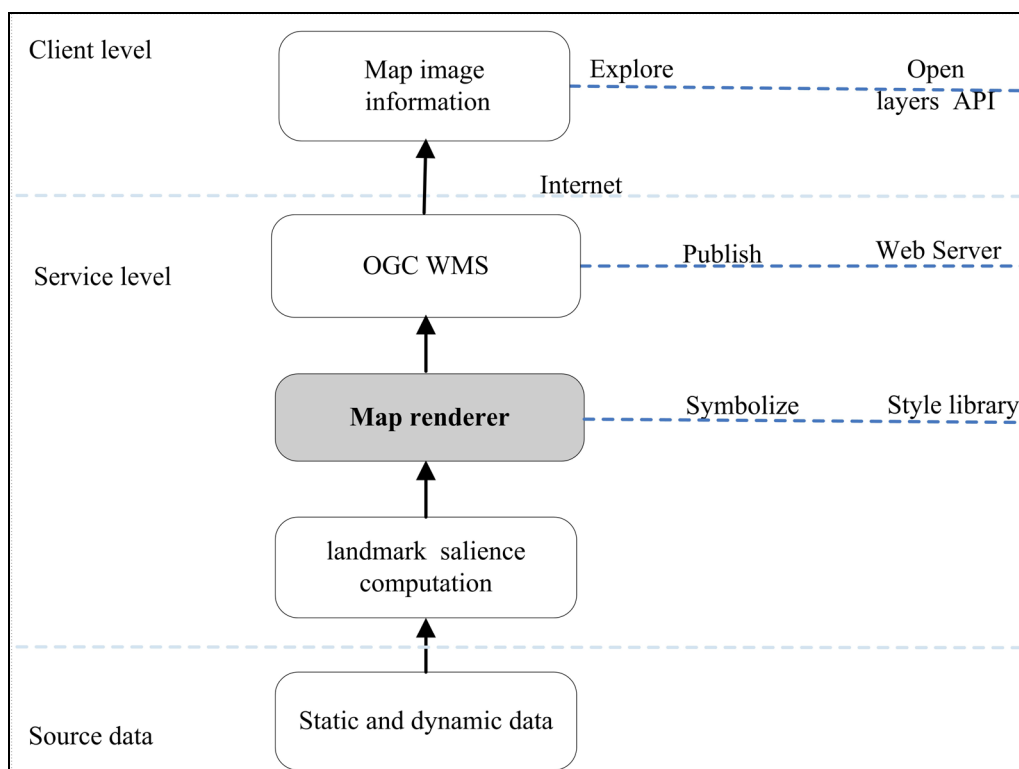 Client level
Map image
information
Explore
Open
layers API
Internet
Service level
OGC WMS
Publish
Web Server
Map renderer
Symbolize
Style library
landmark salience
computation
Source data
Static and dynamic data